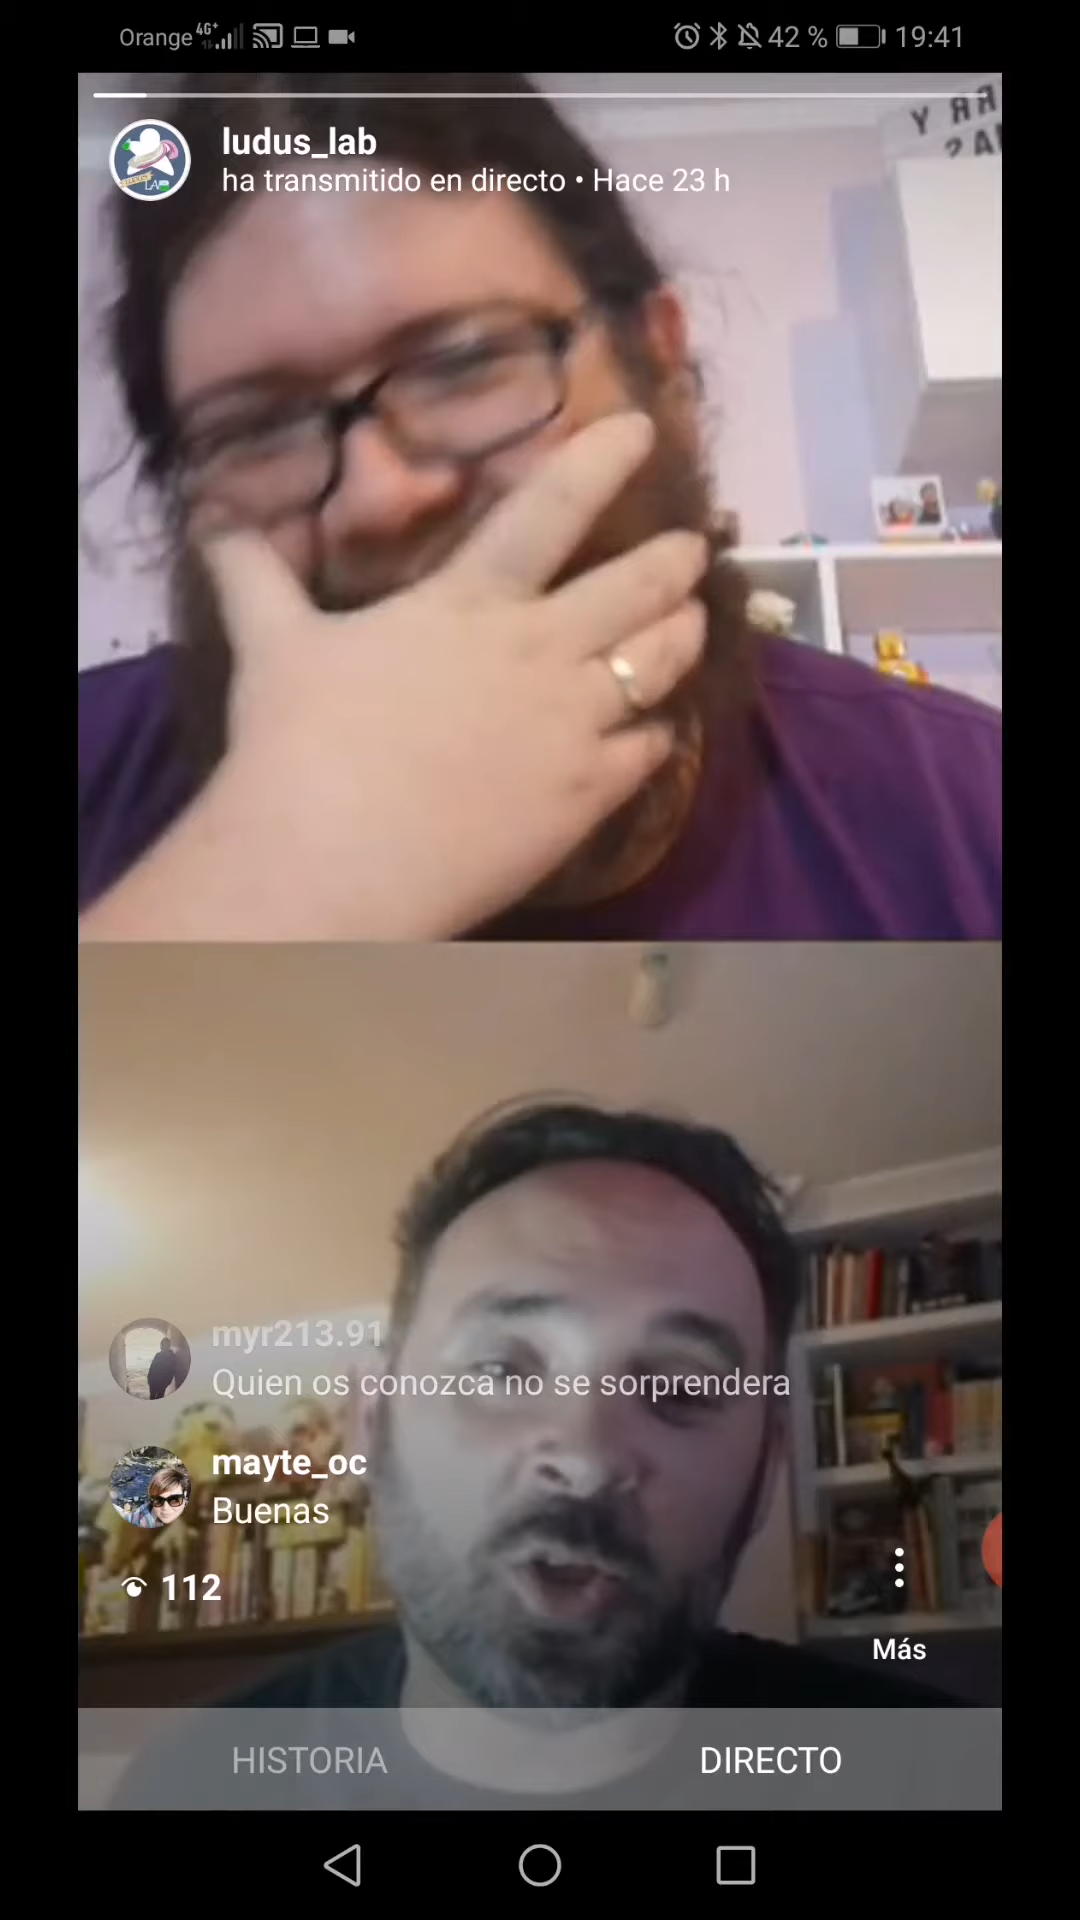 Orange 4G+ 42 % 19:41
ludus_lab
ha transmitido en directo • Hace 23 h
myr213.91
Quien os conozca no se sorprendera
mayte_oc
Buenas
112
Más
HISTORIA DIRECTO